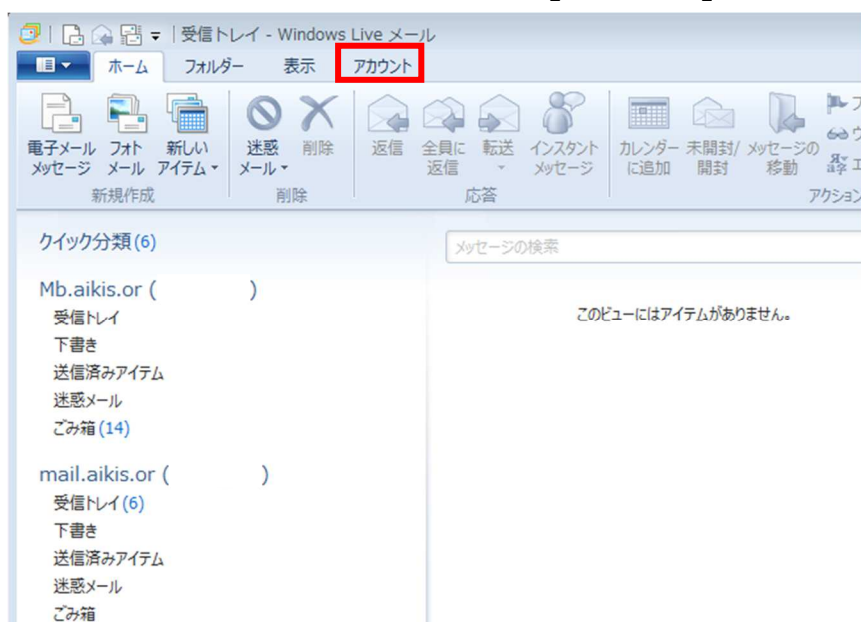 受信トレイ - Windows Live メール
ホーム フォルダー 表示 アカウント
電子メール メッセージ
フォト メール
新しい アイテム
迷惑 メール
削除
返信
全員に 返信
転送
インスタント メッセージ
カレンダー に追加
未開封/ 開封
メッセージの 移動
新規作成 削除 応答 アクション
クイック分類 (6)
メッセージの検索
このビューにはアイテムがありません。
Mb.aikis.or ( )
受信トレイ
下書き
送信済みアイテム
迷惑メール
ごみ箱 (14)
mail.aikis.or ( )
受信トレイ (6)
下書き
送信済みアイテム
迷惑メール
ごみ箱